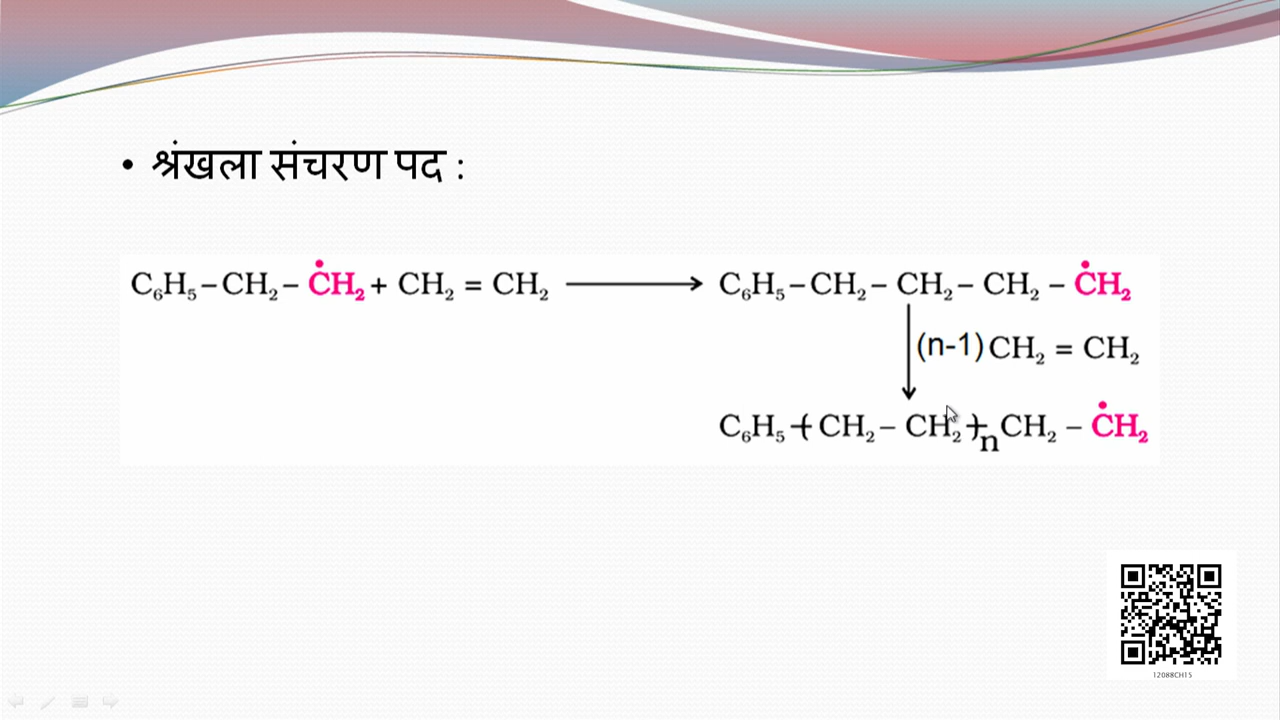 • श्रंखला संचरण पद :
C₆H₅–CH₂–ĊH₂ + CH₂ = CH₂ ⟶ C₆H₅–CH₂–CH₂–CH₂–ĊH₂
(n-1)CH₂ = CH₂
C₆H₅–(CH₂–CH₂)–ₙCH₂–ĊH₂
12088CH15